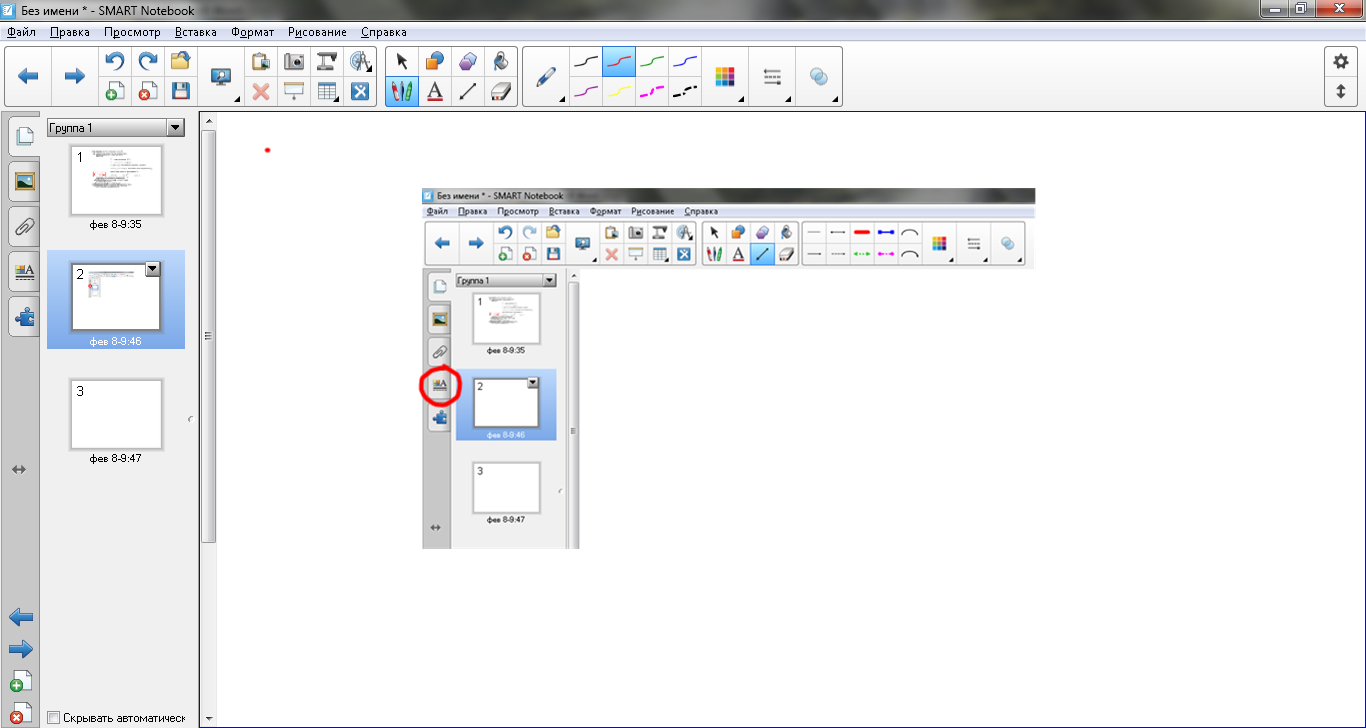 Без имени * - SMART Notebook
Файл Правка Просмотр Вставка Формат Рисование Справка
Группа 1
1
фев 8-9:35
2
фев 8-9:46
3
фев 8-9:47
Скрывать автоматическ
Без имени * - SMART Notebook
Файл Правка Просмотр Вставка Формат Рисование Справка
Группа 1
1
фев 8-9:35
2
фев 8-9:46
3
фев 8-9:47